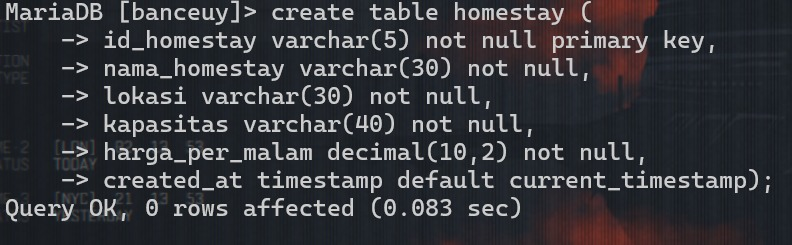 MariaDB [banceuy]> create table homestay (
-> id_homestay varchar(5) not null primary key,
-> nama_homestay varchar(30) not null,
-> lokasi varchar(30) not null,
-> kapasitas varchar(40) not null,
-> harga_per_malam decimal(10,2) not null,
-> created_at timestamp default current_timestamp);
Query OK, 0 rows affected (0.083 sec)